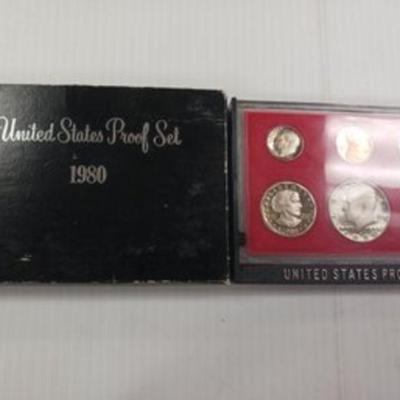 United States Proof Set
1980
UNITED STATES PRO